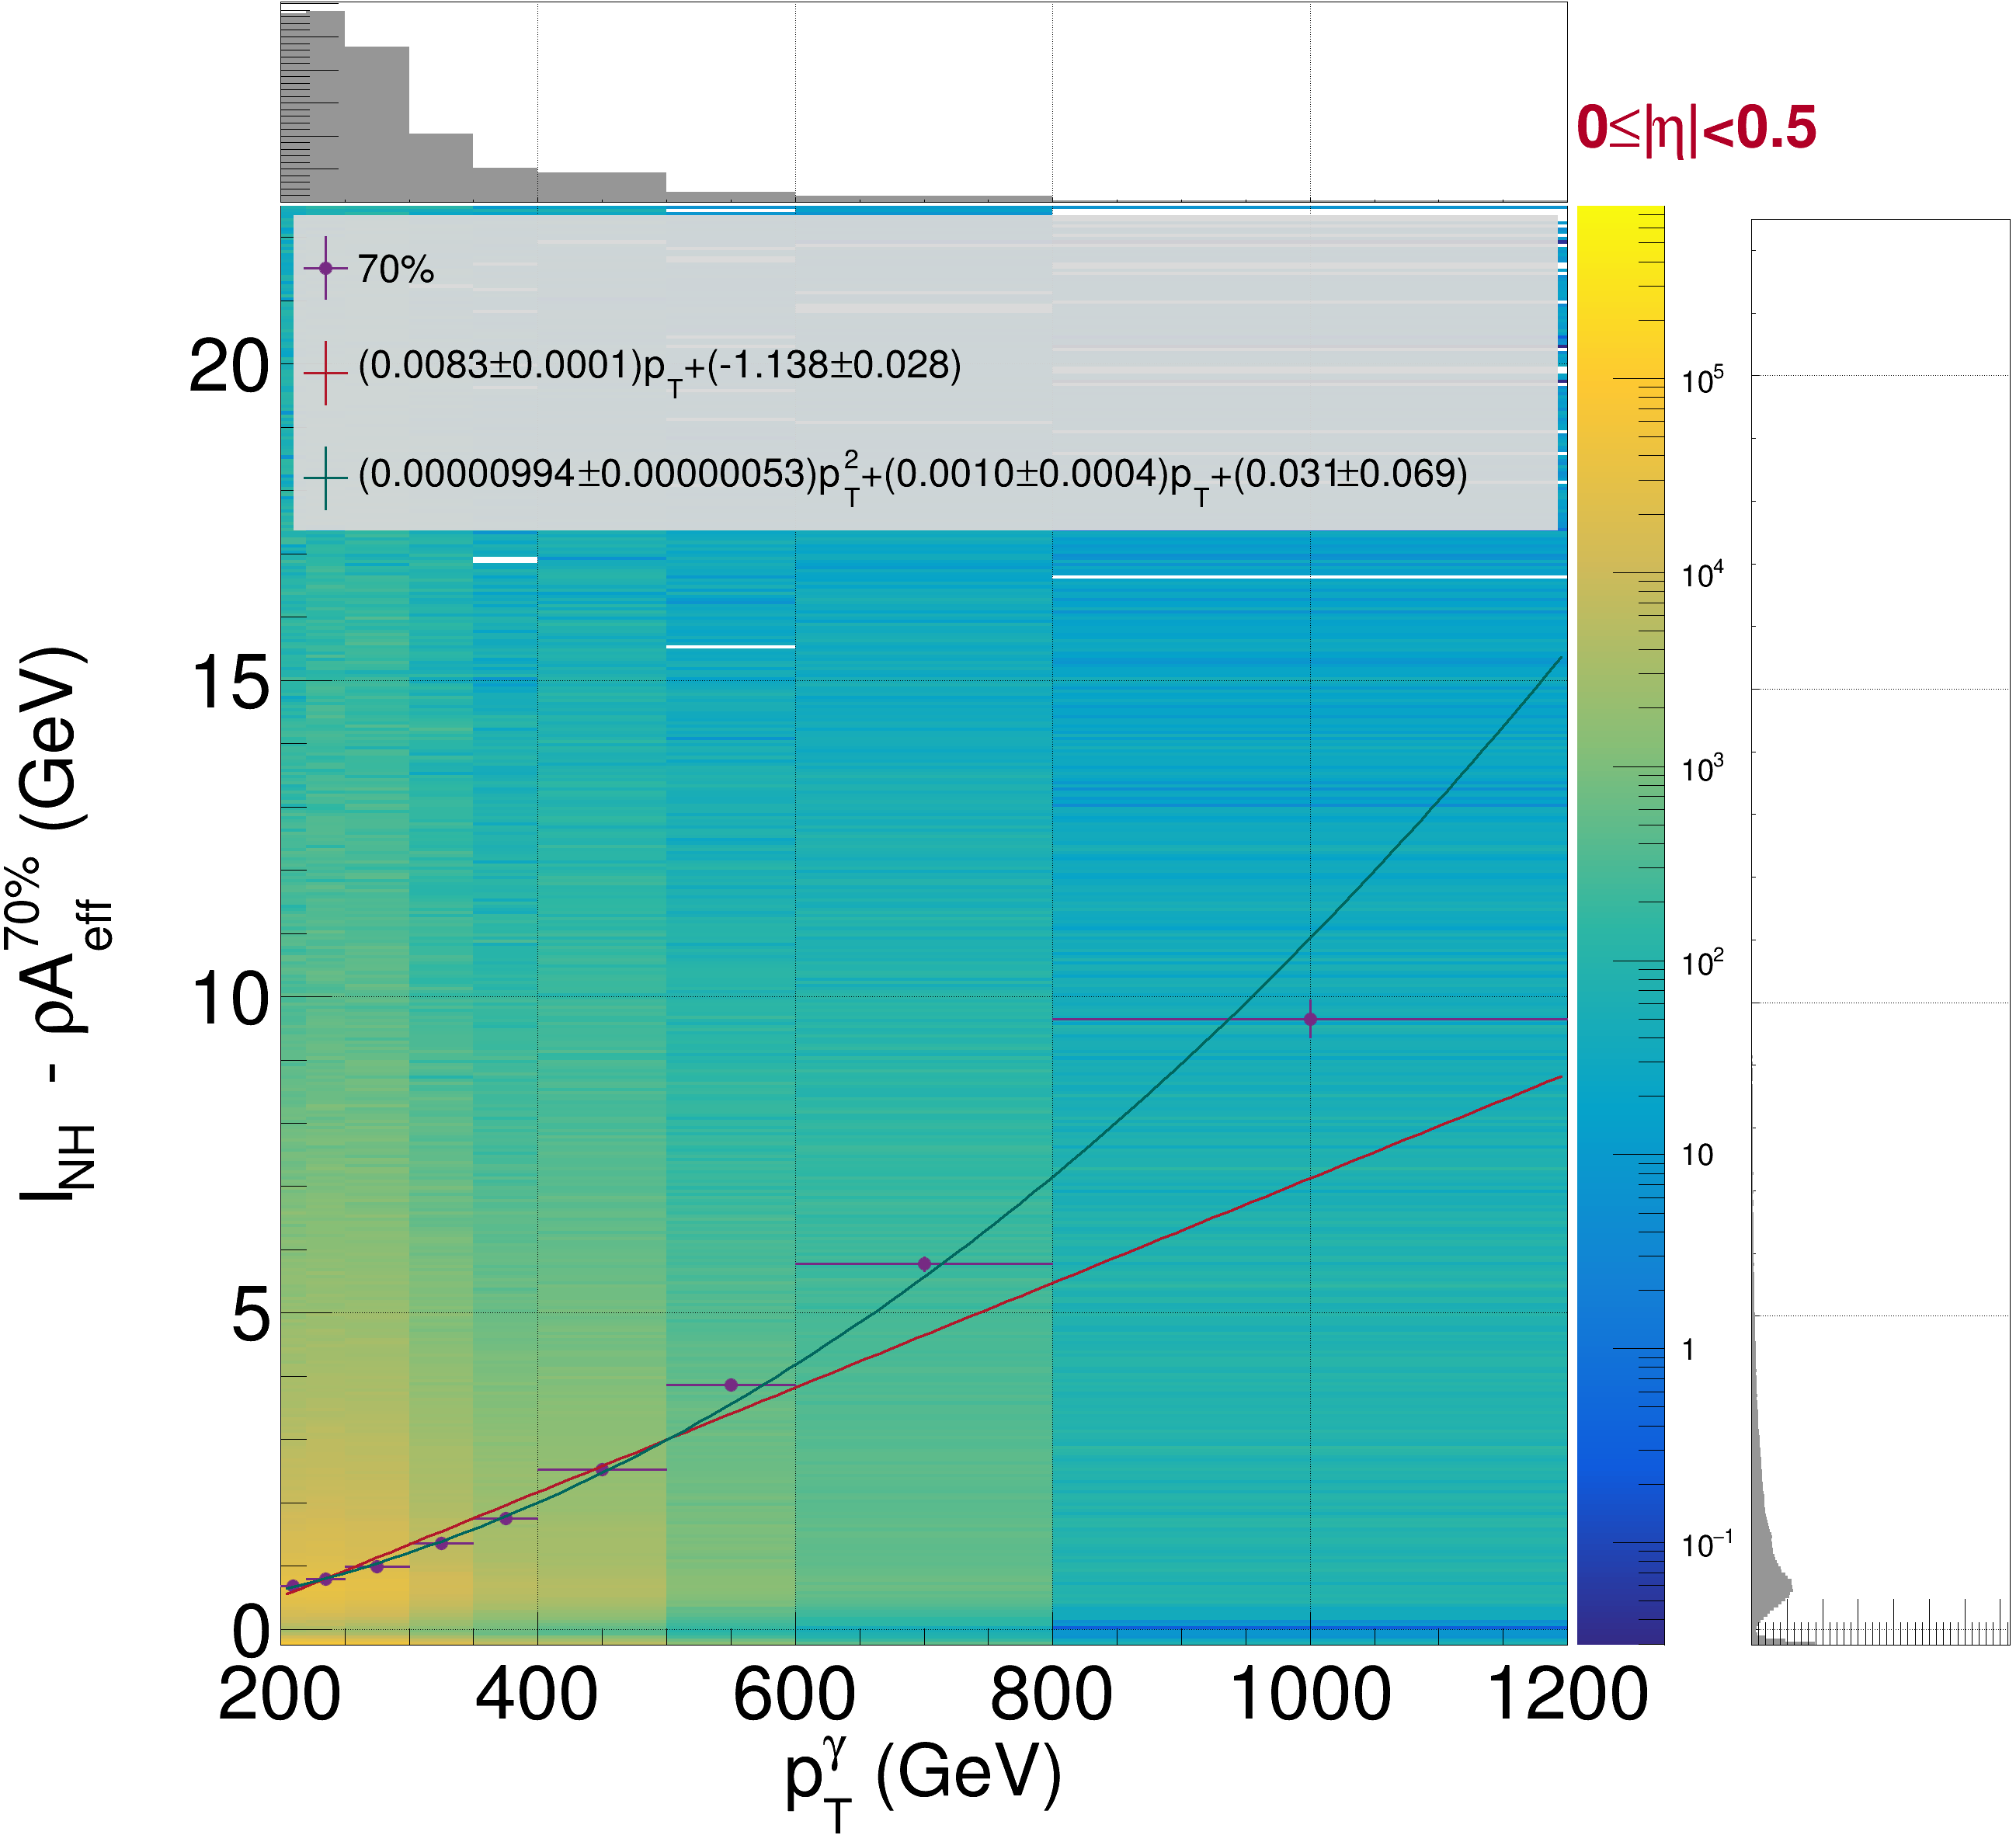 0≤|η|<0.5
70%
(0.0083±0.0001)p_T+(-1.138±0.028)
(0.00000994±0.00000053)p_T^2+(0.0010±0.0004)p_T+(0.031±0.069)
20
15
10
5
0
200 400 600 800 1000 1200
p_T^γ (GeV)
I_NH - ρA_eff^70% (GeV)
10^5
10^4
10^3
10^2
10
1
10^−1